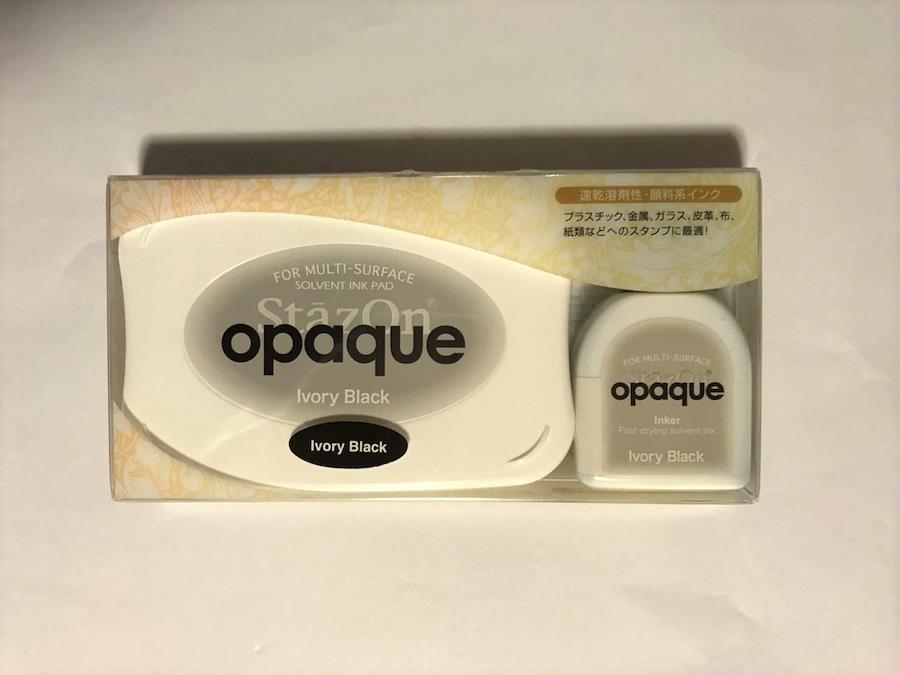 速乾溶剤性・顔料系インク
プラスチック、金属、ガラス、皮革、布、
紙類などへのスタンプに最適!
FOR MULTI-SURFACE
SOLVENT INK PAD
StāzOn®
opaque
Ivory Black
Ivory Black
FOR MULTI-SURFACE
StāzOn®
opaque
Inker
Fast drying solvent ink
Ivory Black